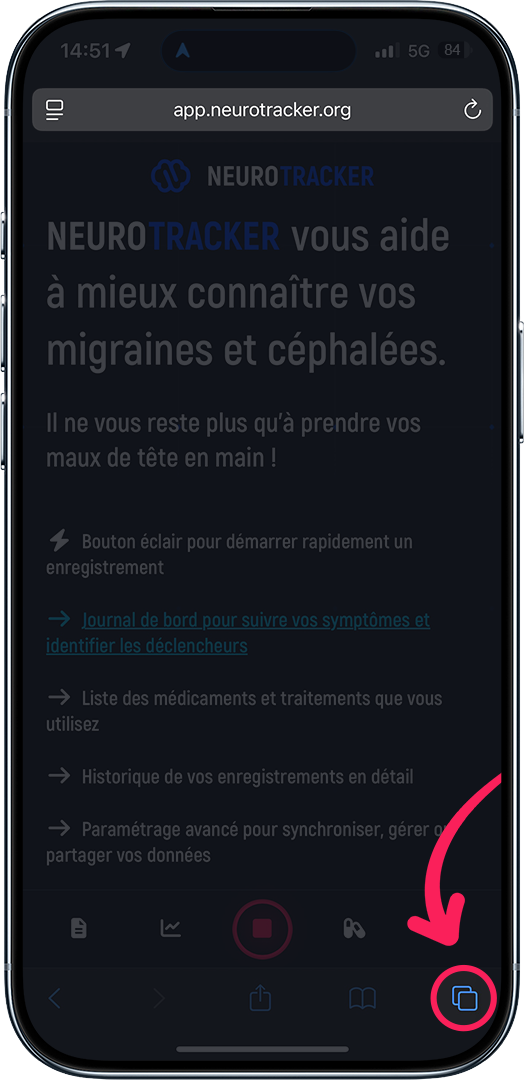 14:51 5G 84
app.neurotracker.org
NEUROTRACKER
NEUROTRACKER vous aide
à mieux connaître vos
migraines et céphalées.
Il ne vous reste plus qu'à prendre vos
maux de tête en main !
Bouton éclair pour démarrer rapidement un
enregistrement
→ Journal de bord pour suivre vos symptômes et
identifier les déclencheurs
→ Liste des médicaments et traitements que vous
utilisez
→ Historique de vos enregistrements en détail
→ Paramétrage avancé pour synchroniser, gérer ou
partager vos données